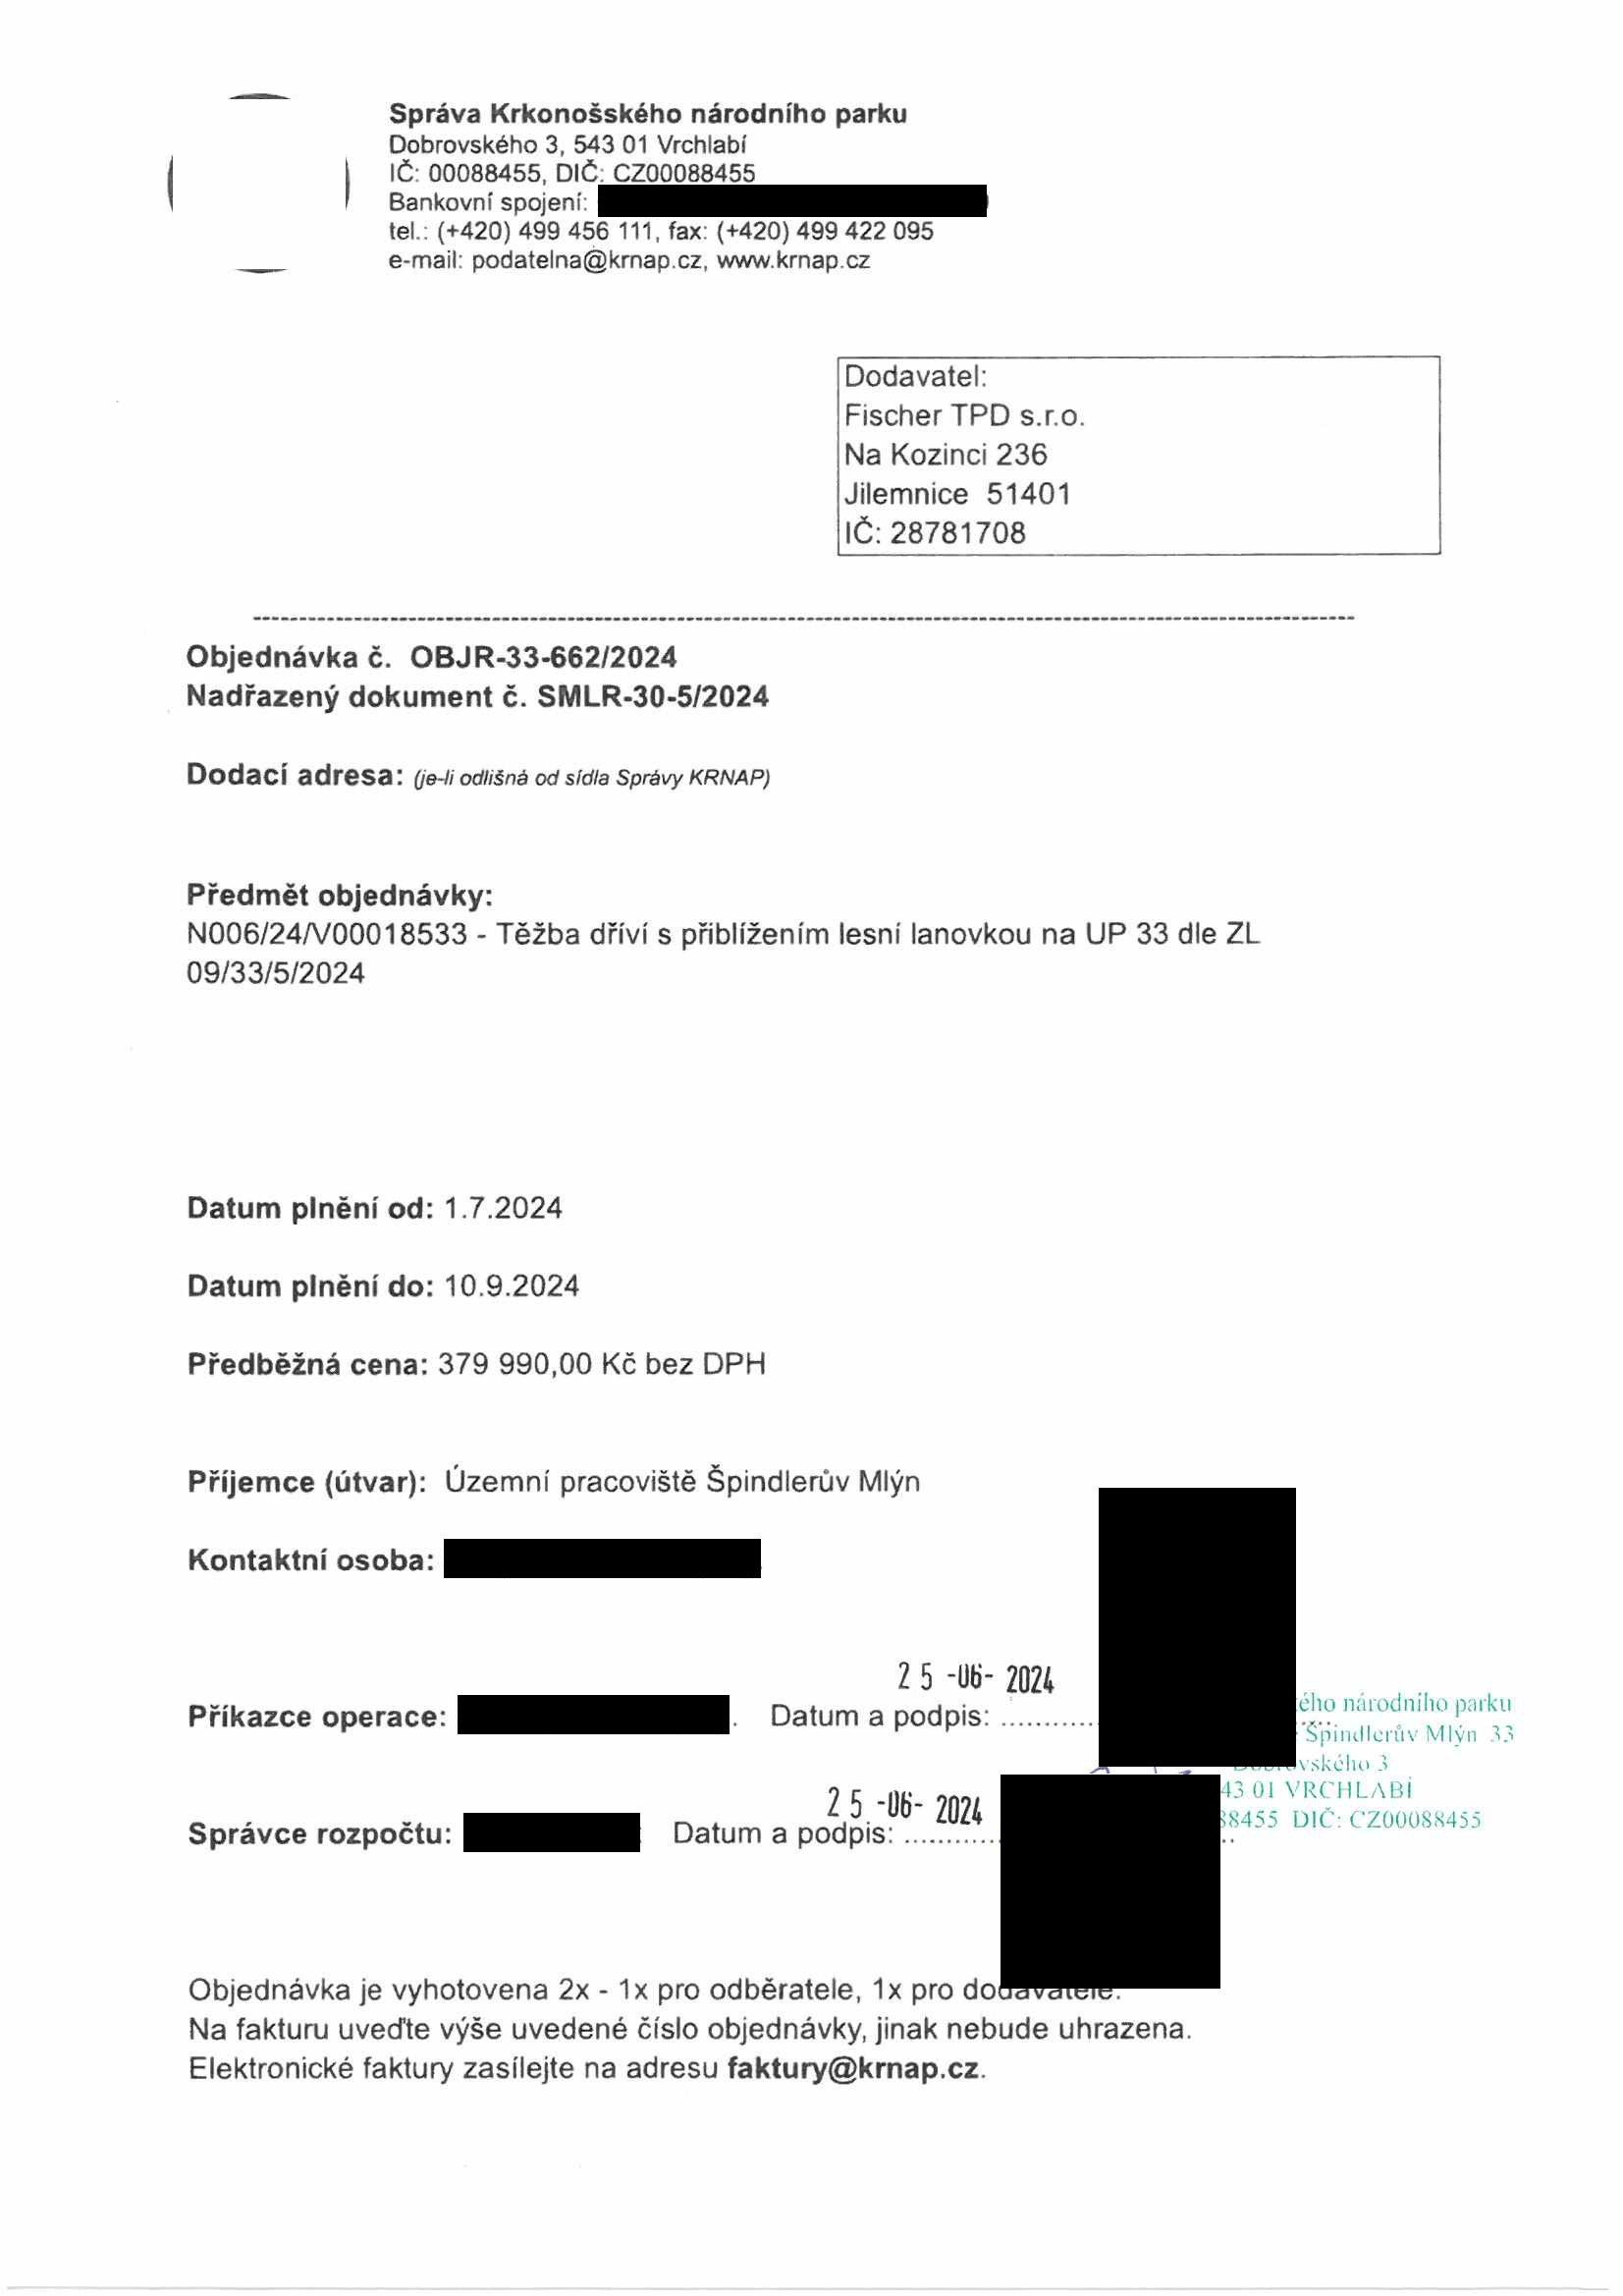 Správa Krkonošského národního parku
Dobrovského 3, 543 01 Vrchlabí
IČ: 00088455, DIČ: CZ00088455
Bankovní spojení:
tel.: (+420) 499 456 111, fax: (+420) 499 422 095
e-mail: podatelna@krnap.cz, www.krnap.cz
Dodavatel:
Fischer TPD s.r.o.
Na Kozinci 236
Jilemnice 51401
IČ: 28781708
Objednávka č. OBJR-33-662/2024
Nadřazený dokument č. SMLR-30-5/2024
Dodací adresa: (je-li odlišná od sídla Správy KRNAP)
Předmět objednávky:
N006/24/V00018533 - Těžba dříví s přiblížením lesní lanovkou na UP 33 dle ZL
09/33/5/2024
Datum plnění od: 1.7.2024
Datum plnění do: 10.9.2024
Předběžná cena: 379 990,00 Kč bez DPH
Příjemce (útvar): Územní pracoviště Špindlerův Mlýn
Kontaktní osoba:
25 -06- 2024
Příkazce operace: Datum a podpis: ............
ého národního parku
Špindlerův Mlýn 33
vského 3
43 01 VRCHLABÍ
88455 DIČ: CZ00088455
25 -06- 2024
Správce rozpočtu: Datum a podpis: ............
Objednávka je vyhotovena 2x - 1x pro odběratele, 1x pro dodavatele.
Na fakturu uveďte výše uvedené číslo objednávky, jinak nebude uhrazena.
Elektronické faktury zasílejte na adresu faktury@krnap.cz.